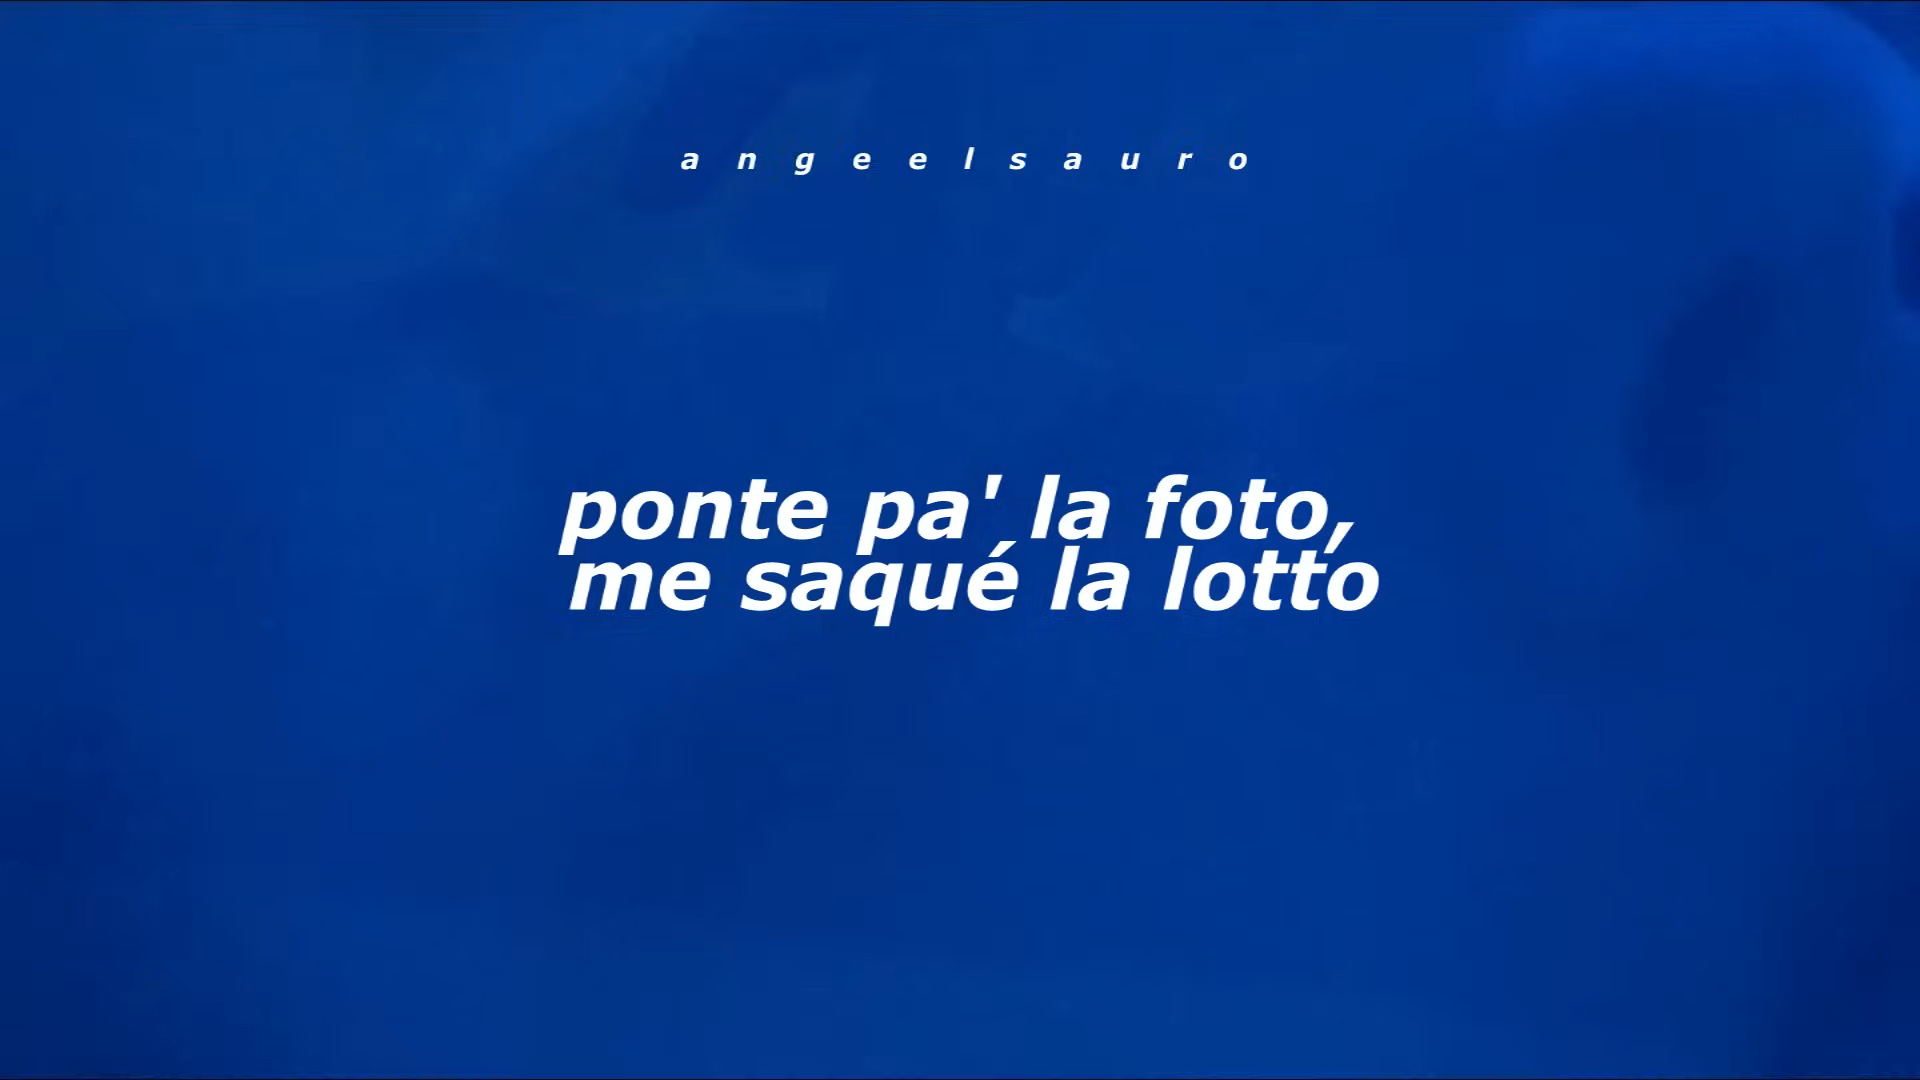 a n g e e l s a u r o
ponte pa' la foto,
me saqué la lotto